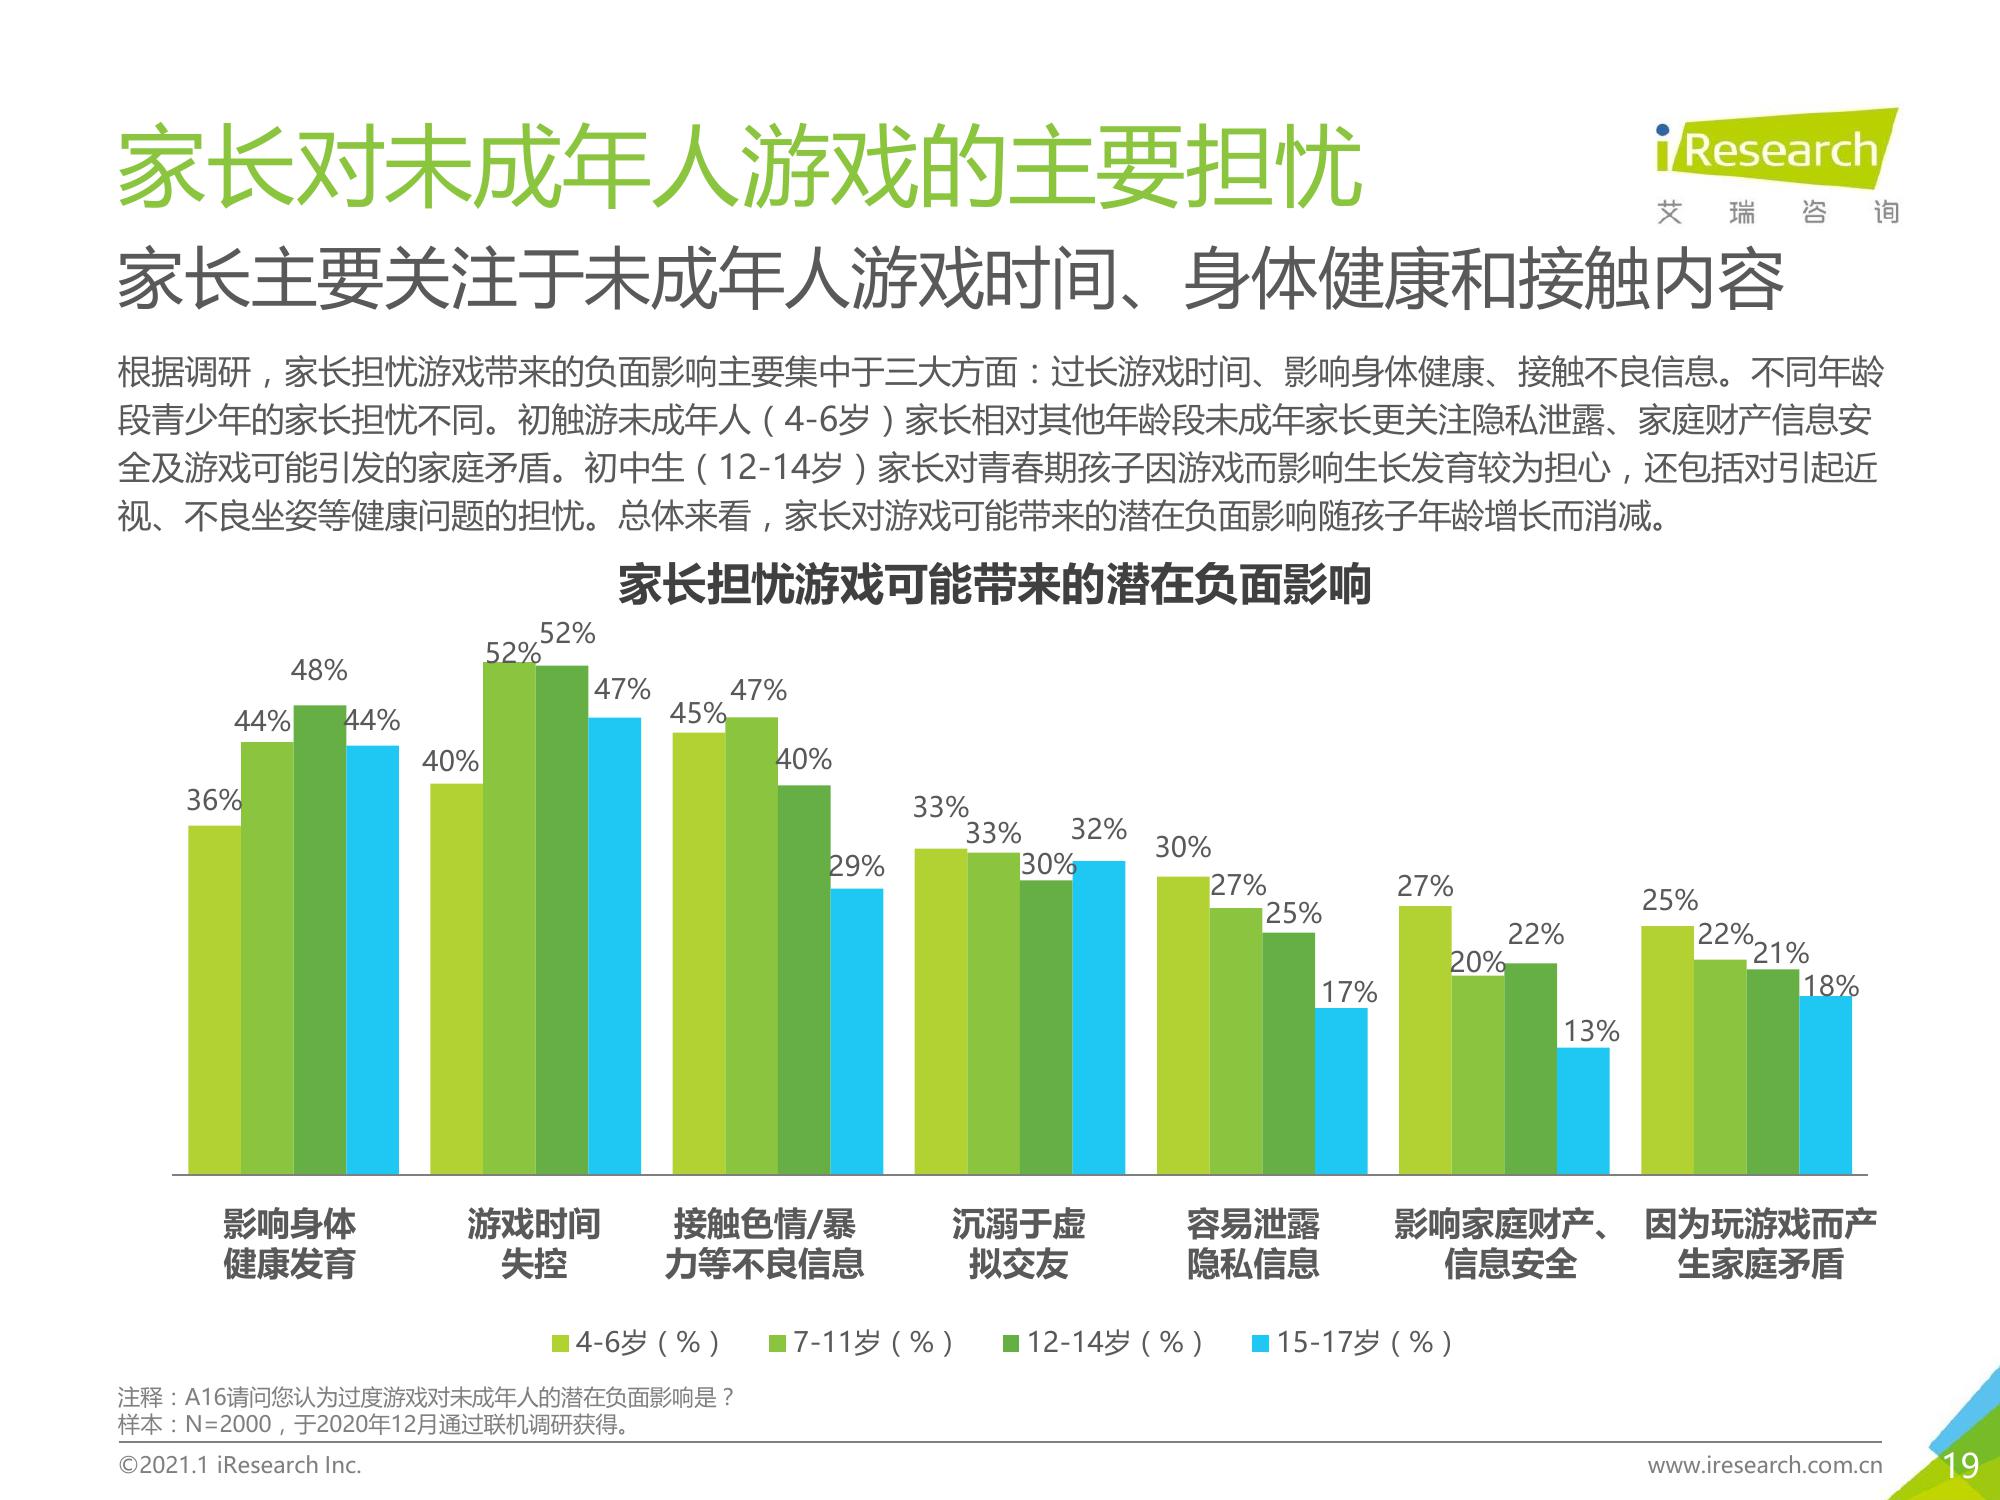 家长对未成年人游戏的主要担忧
iResearch
艾瑞咨询
家长主要关注于未成年人游戏时间、身体健康和接触内容
根据调研，家长担忧游戏带来的负面影响主要集中于三大方面：过长游戏时间、影响身体健康、接触不良信息。不同年龄
段青少年的家长担忧不同。初触游未成年人（4-6岁）家长相对其他年龄段未成年家长更关注隐私泄露、家庭财产信息安
全及游戏可能引发的家庭矛盾。初中生（12-14岁）家长对青春期孩子因游戏而影响生长发育较为担心，还包括对引起近
视、不良坐姿等健康问题的担忧。总体来看，家长对游戏可能带来的潜在负面影响随孩子年龄增长而消减。
家长担忧游戏可能带来的潜在负面影响
36% 44% 48% 44%
40% 52% 52% 47%
45% 47% 40% 29%
33% 33% 30% 32%
30% 27% 25% 17%
27% 20% 22% 13%
25% 22% 21% 18%
影响身体
健康发育
游戏时间
失控
接触色情/暴
力等不良信息
沉溺于虚
拟交友
容易泄露
隐私信息
影响家庭财产、
信息安全
因为玩游戏而产
生家庭矛盾
4-6岁（%） 7-11岁（%） 12-14岁（%） 15-17岁（%）
注释：A16请问您认为过度游戏对未成年人的潜在负面影响是？
样本：N=2000，于2020年12月通过联机调研获得。
©2021.1 iResearch Inc.
www.iresearch.com.cn
19